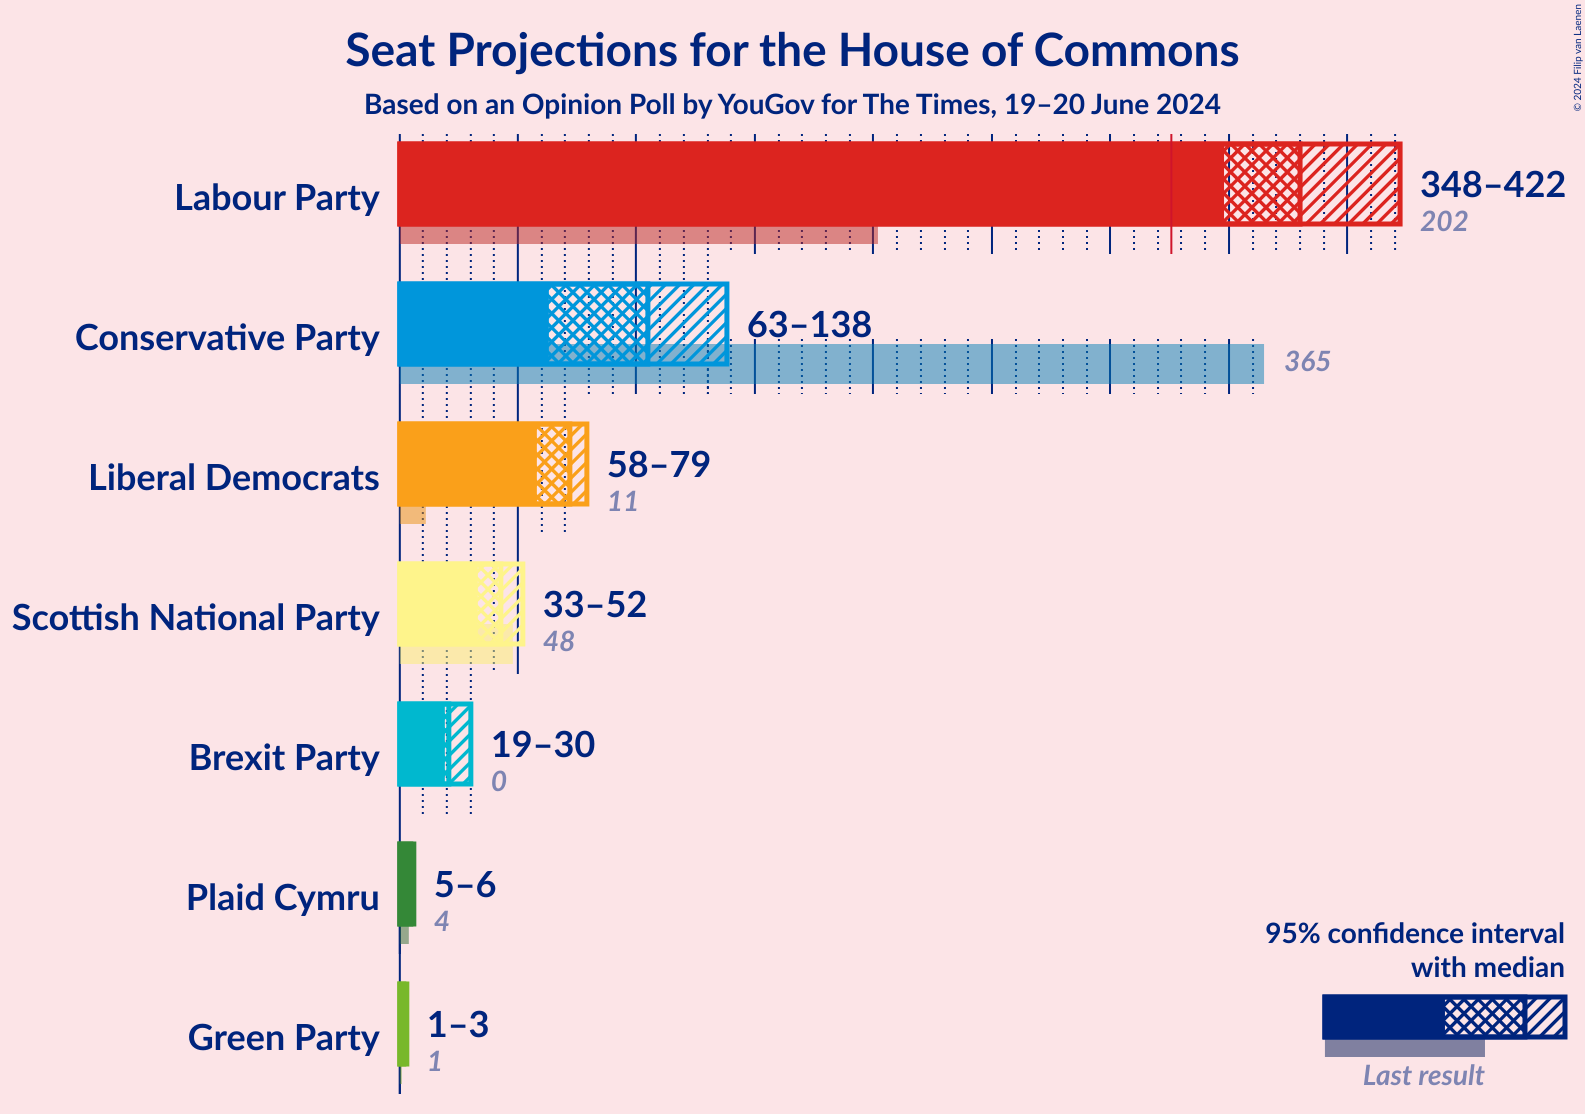 Seat Projections for the House of Commons
Based on an Opinion Poll by YouGov for The Times, 19–20 June 2024
© 2024 Filip van Laenen
Labour Party
348–422
202
Conservative Party
63–138
365
Liberal Democrats
58–79
11
Scottish National Party
33–52
48
Brexit Party
19–30
0
Plaid Cymru
5–6
4
Green Party
1–3
1
95% confidence interval
with median
Last result